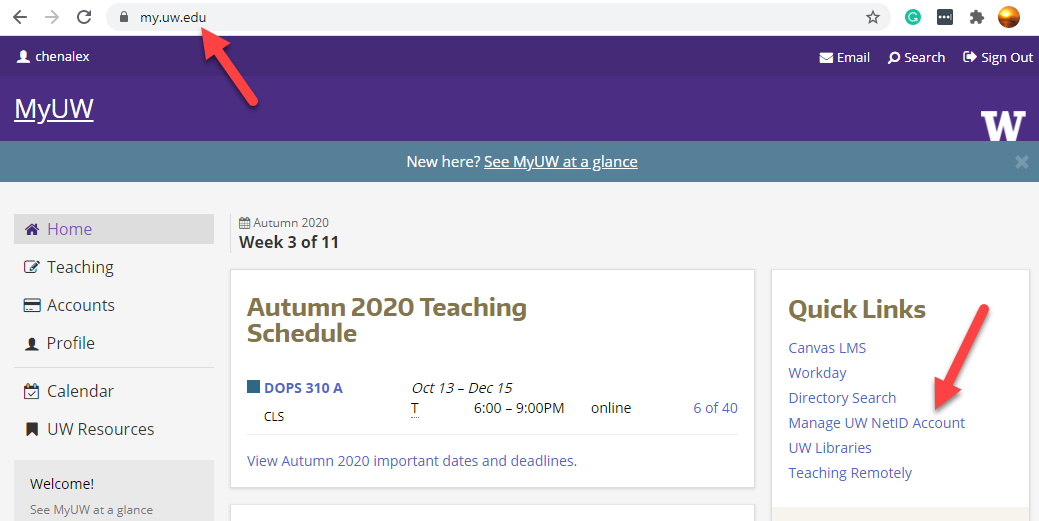 my.uw.edu
chenalex
Email
Search
Sign Out
MyUW
W
New here? See MyUW at a glance
Home
Teaching
Accounts
Profile
Calendar
UW Resources
Welcome!
See MyUW at a glance
Autumn 2020
Week 3 of 11
Autumn 2020 Teaching
Schedule
DOPS 310 A
Oct 13 – Dec 15
CLS
T
6:00 – 9:00PM
online
6 of 40
View Autumn 2020 important dates and deadlines.
Quick Links
Canvas LMS
Workday
Directory Search
Manage UW NetID Account
UW Libraries
Teaching Remotely